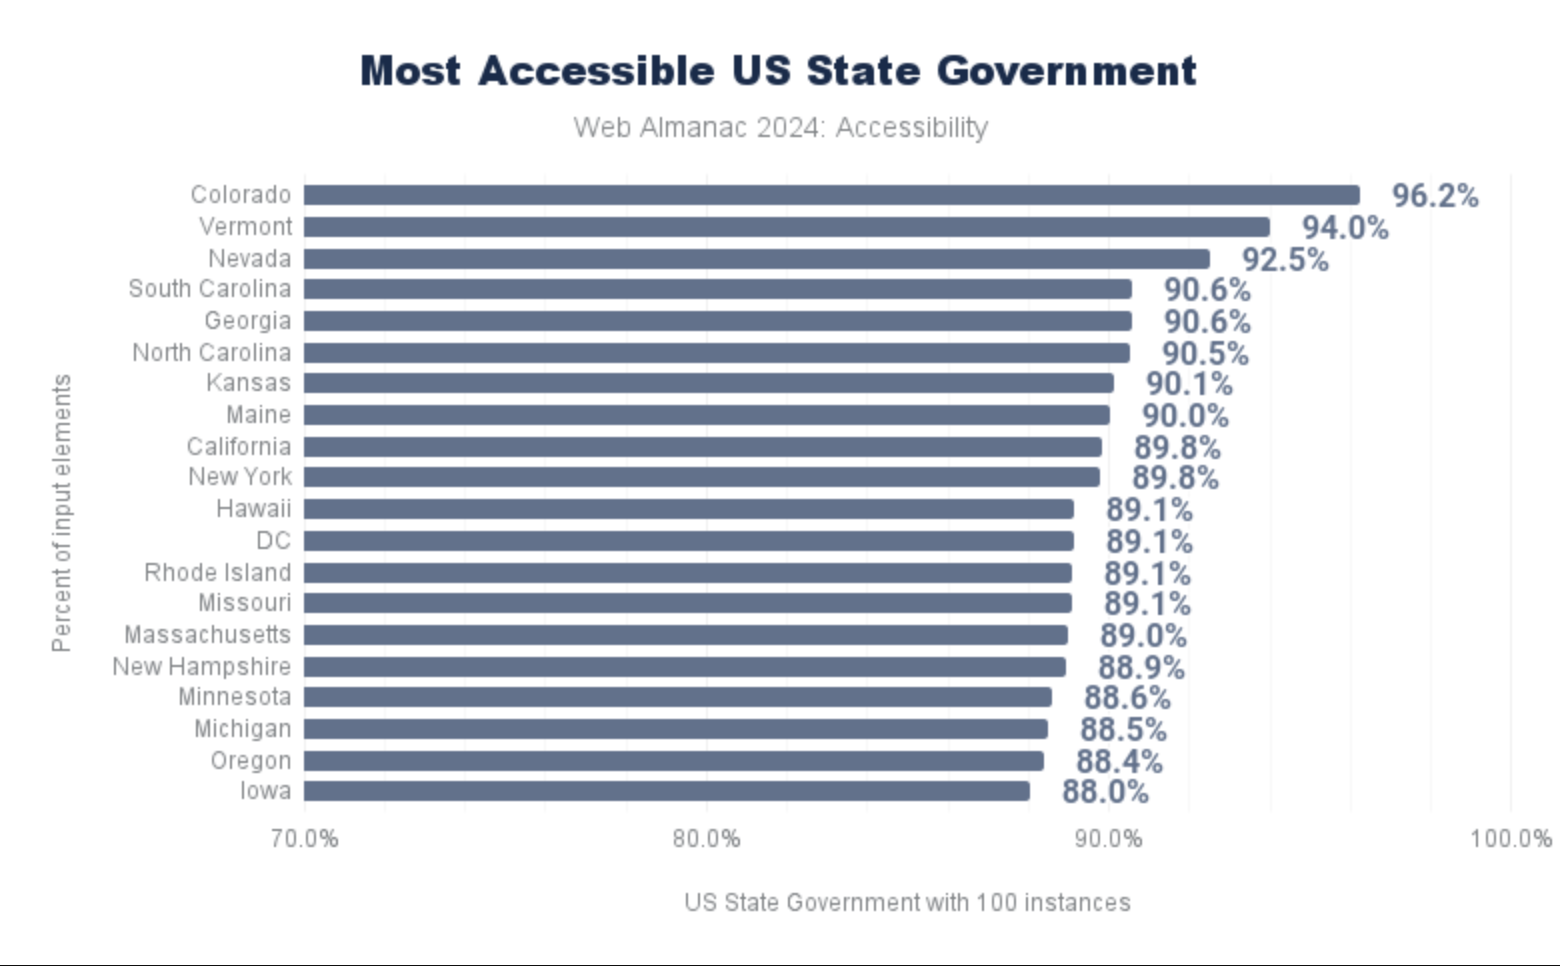 Most Accessible US State Government
Web Almanac 2024: Accessibility
Percent of input elements
Colorado 96.2%
Vermont 94.0%
Nevada 92.5%
South Carolina 90.6%
Georgia 90.6%
North Carolina 90.5%
Kansas 90.1%
Maine 90.0%
California 89.8%
New York 89.8%
Hawaii 89.1%
DC 89.1%
Rhode Island 89.1%
Missouri 89.1%
Massachusetts 89.0%
New Hampshire 88.9%
Minnesota 88.6%
Michigan 88.5%
Oregon 88.4%
Iowa 88.0%
70.0% 80.0% 90.0% 100.0%
US State Government with 100 instances